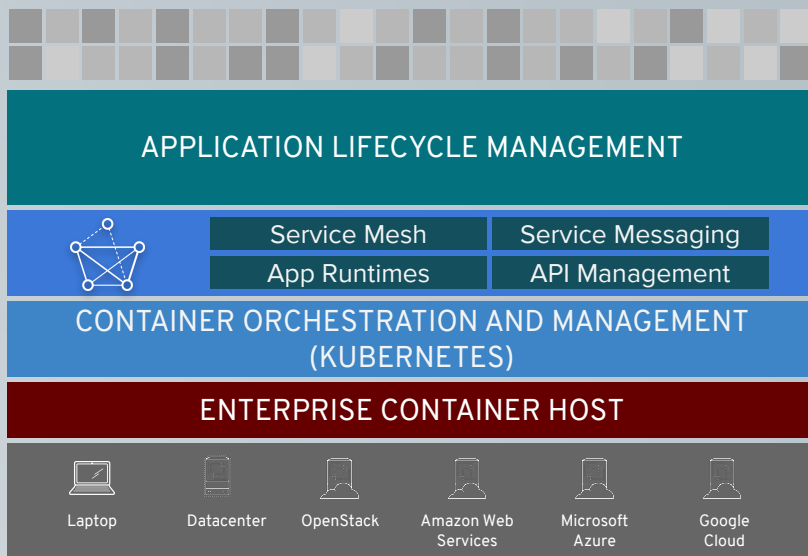 APPLICATION LIFECYCLE MANAGEMENT
Service Mesh
Service Messaging
App Runtimes
API Management
CONTAINER ORCHESTRATION AND MANAGEMENT
(KUBERNETES)
ENTERPRISE CONTAINER HOST
Laptop
Datacenter
OpenStack
Amazon Web
Services
Microsoft
Azure
Google
Cloud